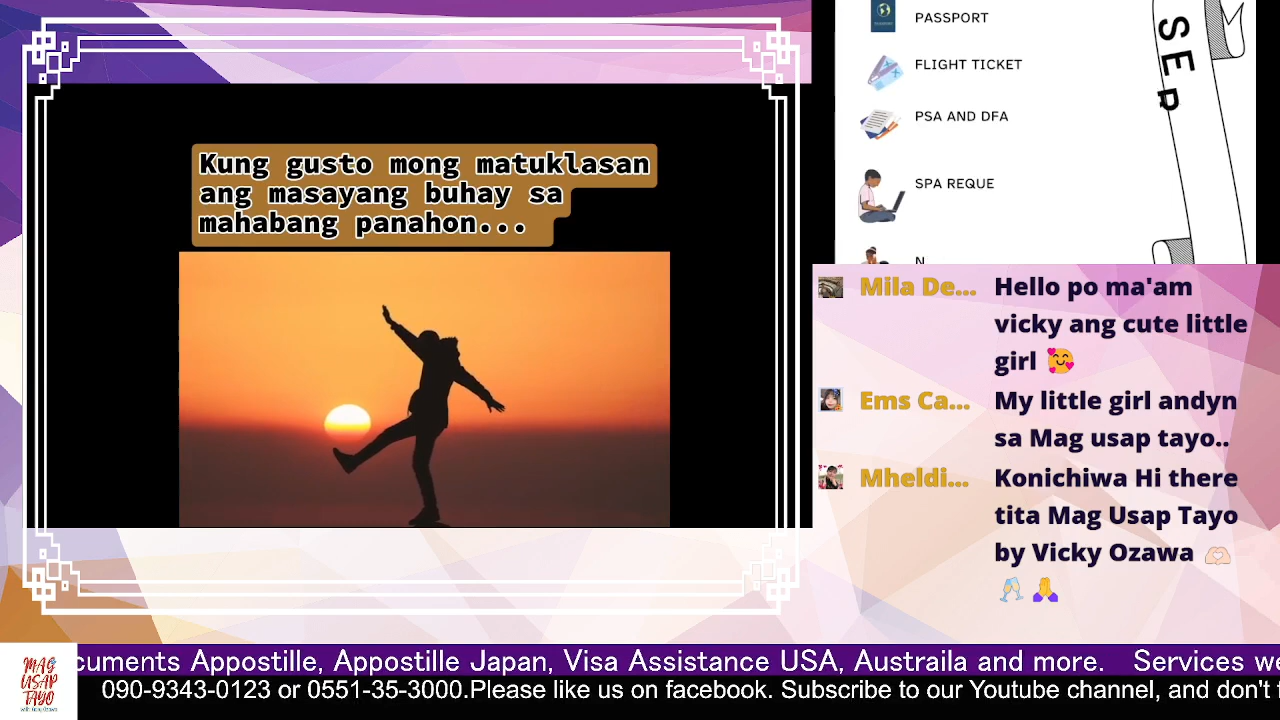 Kung gusto mong matuklasan
ang masayang buhay sa
mahabang panahon...
PASSPORT
FLIGHT TICKET
PSA AND DFA
SPA REQUE
SER
Mila De... Hello po ma'am
vicky ang cute little
girl 🥰
Ems Ca... My little girl andyn
sa Mag usap tayo..
Mheldi... Konichiwa Hi there
tita Mag Usap Tayo
by Vicky Ozawa 🫶🏻
🥂 🙏
MAG
USAP
TAYO
cuments Appostille, Appostille Japan, Visa Assistance USA, Austraila and more. Services we
090-9343-0123 or 0551-35-3000.Please like us on facebook. Subscribe to our Youtube channel, and don't